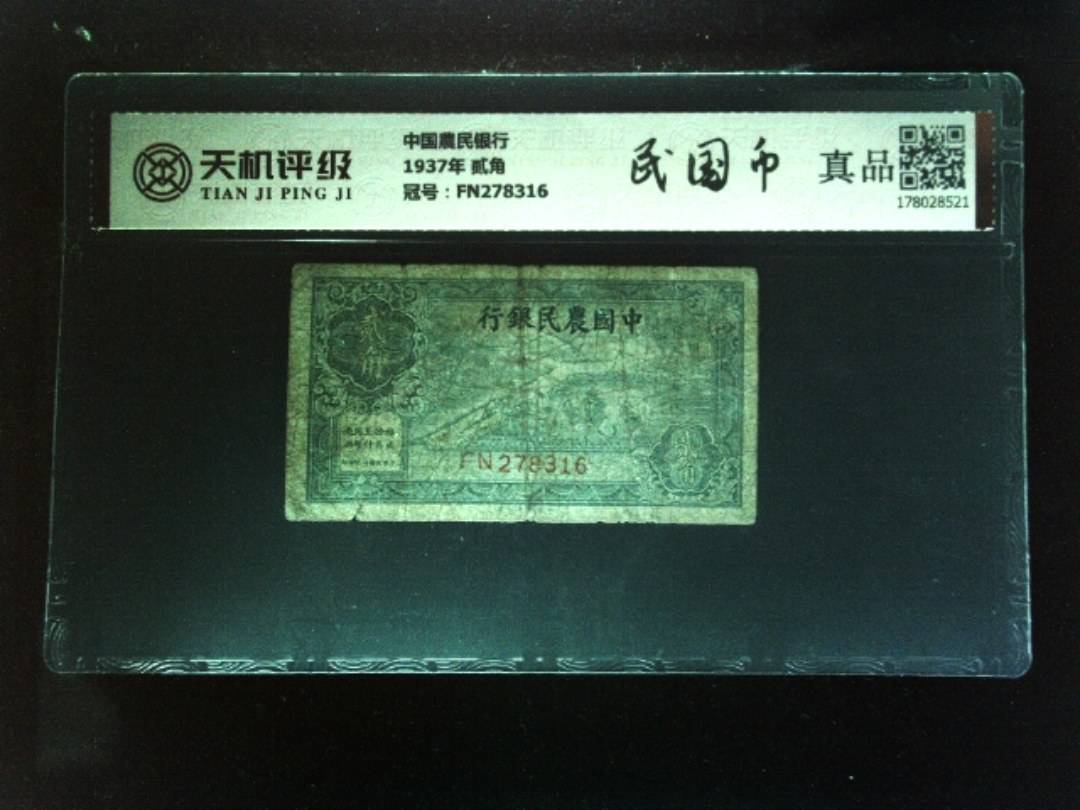 天机评级
TIAN JI PING JI
中国農民银行
1937年 贰角
冠号：FN278316
民国币
真品
178028521
行銀民農國中
FN278316